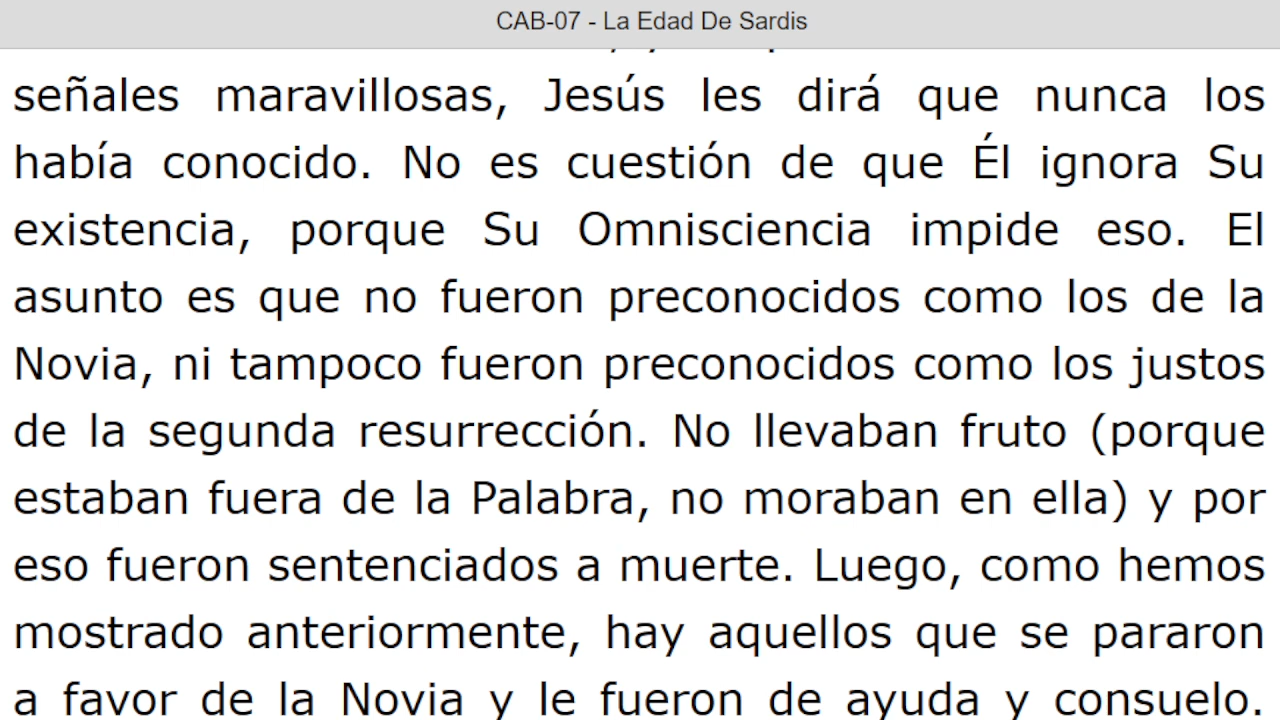 CAB-07 - La Edad De Sardis
señales maravillosas, Jesús les dirá que nunca los
había conocido. No es cuestión de que Él ignora Su
existencia, porque Su Omnisciencia impide eso. El
asunto es que no fueron preconocidos como los de la
Novia, ni tampoco fueron preconocidos como los justos
de la segunda resurrección. No llevaban fruto (porque
estaban fuera de la Palabra, no moraban en ella) y por
eso fueron sentenciados a muerte. Luego, como hemos
mostrado anteriormente, hay aquellos que se pararon
a favor de la Novia y le fueron de ayuda y consuelo.